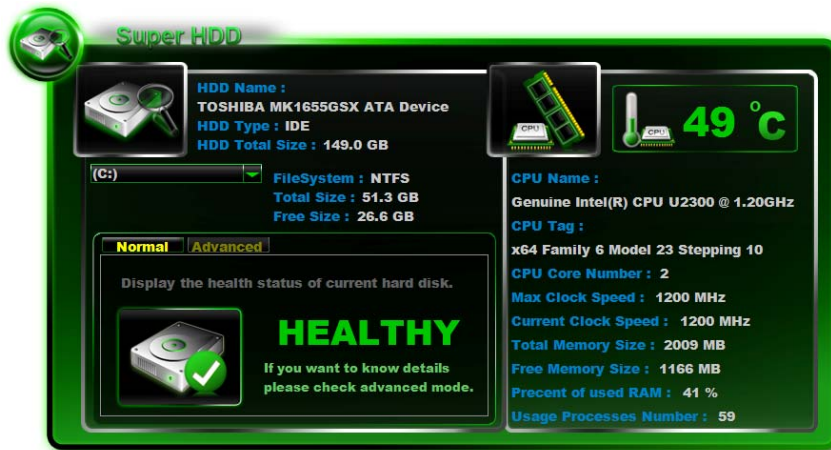 Super HDD
HDD Name :
TOSHIBA MK1655GSX ATA Device
HDD Type : IDE
HDD Total Size : 149.0 GB
(C:)
FileSystem : NTFS
Total Size : 51.3 GB
Free Size : 26.6 GB
Normal
Advanced
Display the health status of current hard disk.
HEALTHY
If you want to know details
please check advanced mode.
CPU
CPU
49 °C
CPU Name :
Genuine Intel(R) CPU U2300 @ 1.20GHz
CPU Tag :
x64 Family 6 Model 23 Stepping 10
CPU Core Number : 2
Max Clock Speed : 1200 MHz
Current Clock Speed : 1200 MHz
Total Memory Size : 2009 MB
Free Memory Size : 1166 MB
Precent of used RAM : 41 %
Usage Processes Number : 59